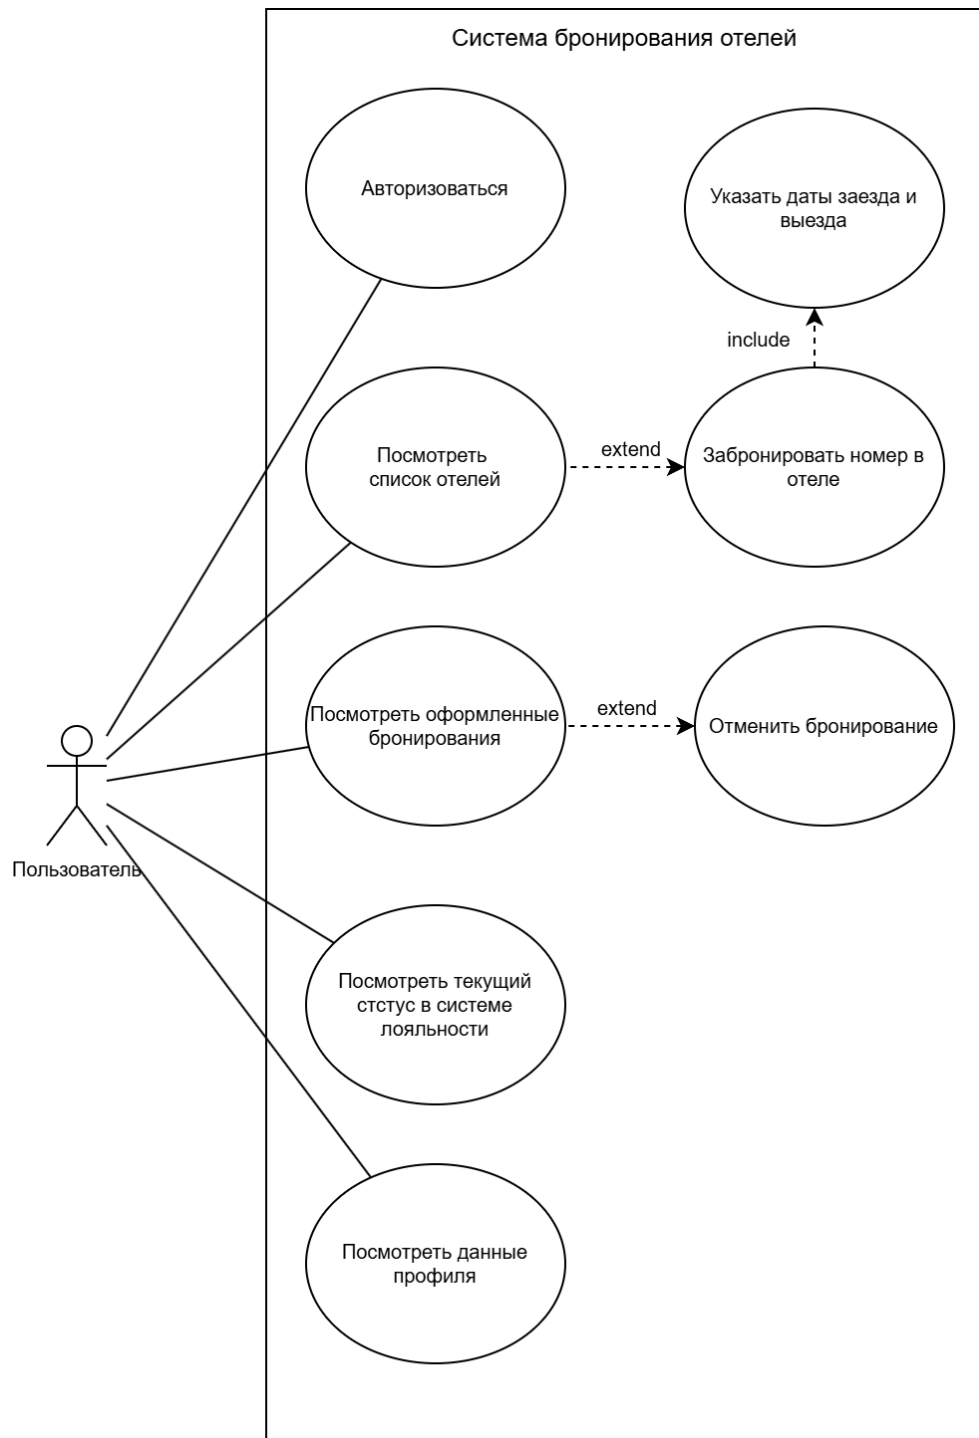 Система бронирования отелей
Авторизоваться
Указать даты заезда и
выезда
include
Посмотреть
список отелей
extend
Забронировать номер в
отеле
Посмотреть оформленные
бронирования
extend
Отменить бронирование
Пользователь
Посмотреть текущий
стстус в системе
лояльности
Посмотреть данные
профиля